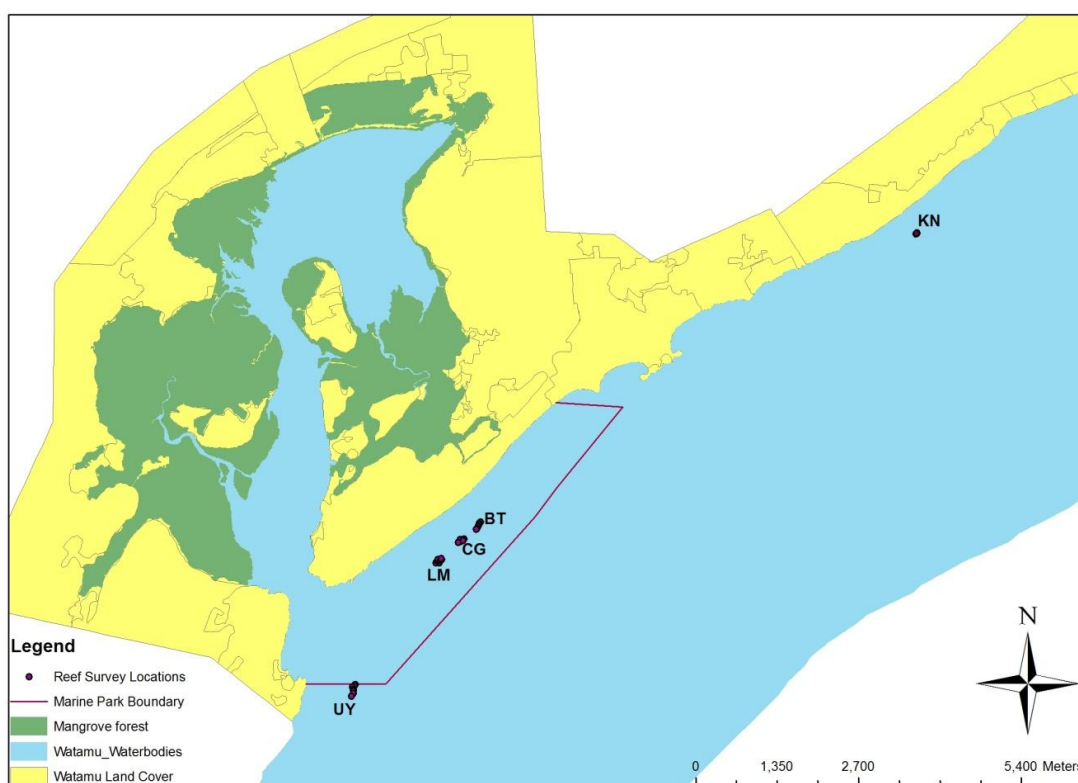 KN
BT
CG
LM
UY
N
Legend
Reef Survey Locations
Marine Park Boundary
Mangrove forest
Watamu_Waterbodies
Watamu Land Cover
0 1,350 2,700 5,400 Meters